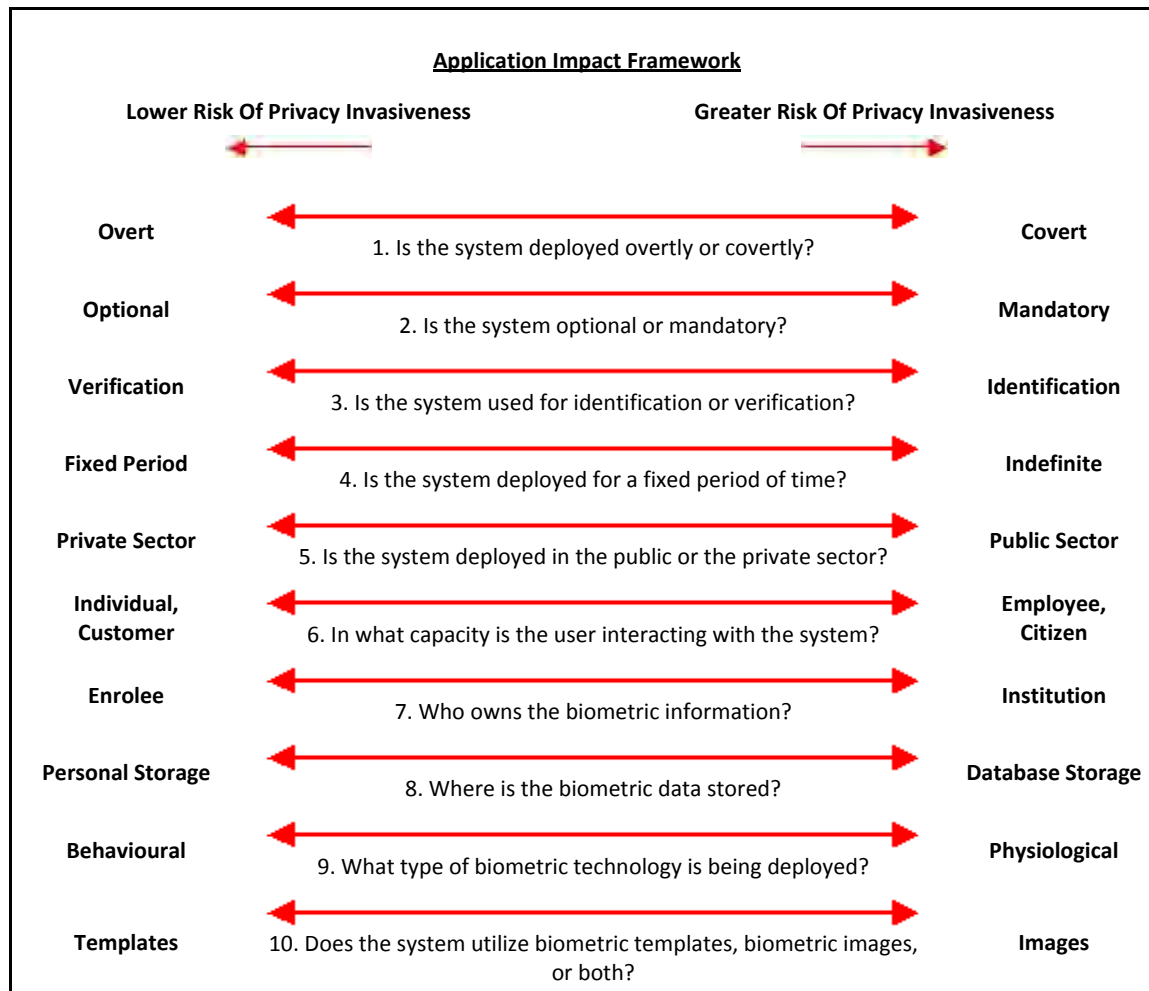 Application Impact Framework
Lower Risk Of Privacy Invasiveness
Greater Risk Of Privacy Invasiveness
Overt
1. Is the system deployed overtly or covertly?
Covert
Optional
2. Is the system optional or mandatory?
Mandatory
Verification
3. Is the system used for identification or verification?
Identification
Fixed Period
4. Is the system deployed for a fixed period of time?
Indefinite
Private Sector
5. Is the system deployed in the public or the private sector?
Public Sector
Individual,
Customer
6. In what capacity is the user interacting with the system?
Employee,
Citizen
Enrolee
7. Who owns the biometric information?
Institution
Personal Storage
8. Where is the biometric data stored?
Database Storage
Behavioural
9. What type of biometric technology is being deployed?
Physiological
Templates
10. Does the system utilize biometric templates, biometric images,
or both?
Images